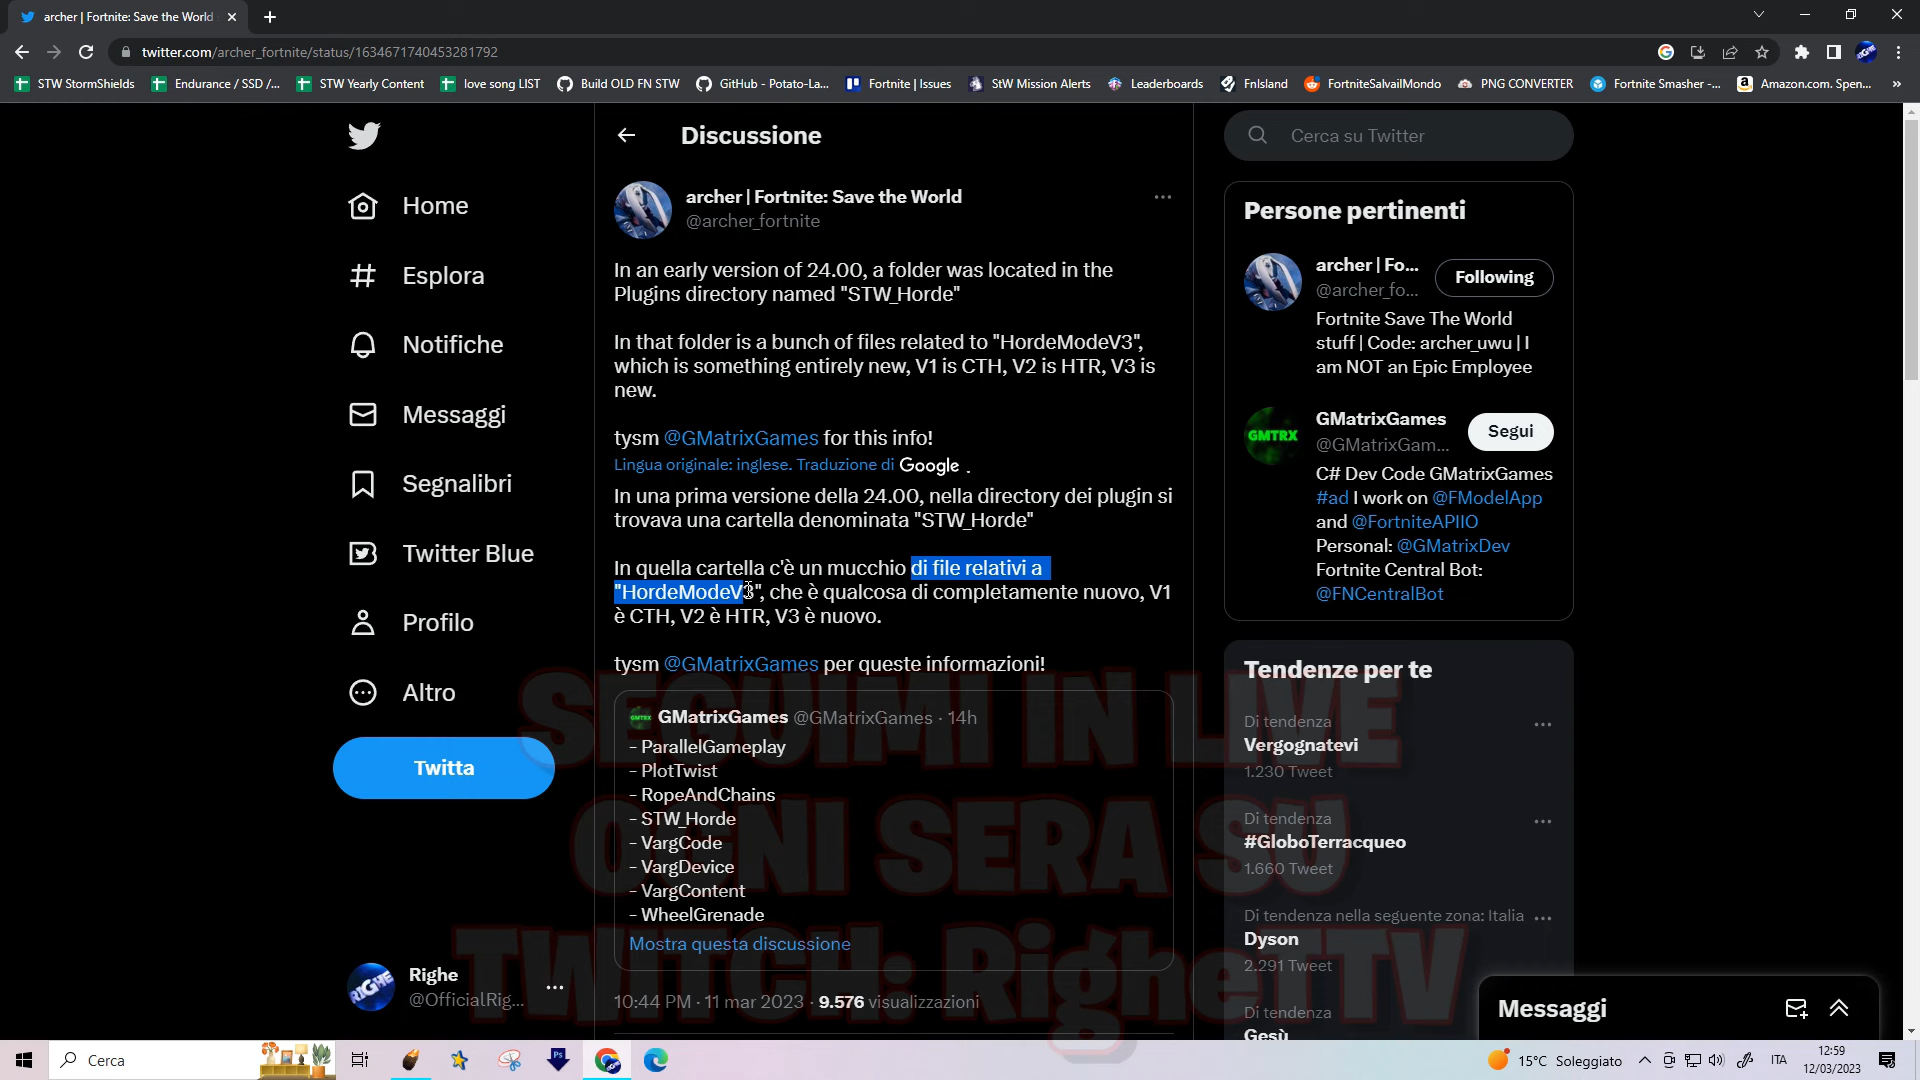 archer | Fortnite: Save the World
twitter.com/archer_fortnite/status/1634671740453281792
STW StormShields
Endurance / SSD /...
STW Yearly Content
love song LIST
Build OLD FN STW
GitHub - Potato-La...
Fortnite | Issues
StW Mission Alerts
Leaderboards
FnIsland
FortniteSalvailMondo
PNG CONVERTER
Fortnite Smasher -...
Amazon.com. Spen...
»
Home
Esplora
Notifiche
Messaggi
Segnalibri
Twitter Blue
Profilo
Altro
Twitta
Righe
@OfficialRig...
RIGHE
Discussione
archer | Fortnite: Save the World
@archer_fortnite
In an early version of 24.00, a folder was located in the
Plugins directory named "STW_Horde"
In that folder is a bunch of files related to "HordeModeV3",
which is something entirely new, V1 is CTH, V2 is HTR, V3 is
new.
tysm @GMatrixGames for this info!
Lingua originale: inglese. Traduzione di Google .
In una prima versione della 24.00, nella directory dei plugin si
trovava una cartella denominata "STW_Horde"
In quella cartella c'è un mucchio di file relativi a
"HordeModeV3", che è qualcosa di completamente nuovo, V1
è CTH, V2 è HTR, V3 è nuovo.
tysm @GMatrixGames per queste informazioni!
GMTRX GMatrixGames @GMatrixGames · 14h
- ParallelGameplay
- PlotTwist
- RopeAndChains
- STW_Horde
- VargCode
- VargDevice
- VargContent
- WheelGrenade
Mostra questa discussione
10:44 PM · 11 mar 2023 · 9.576 visualizzazioni
SEGUIMI IN LIVE
OGNI SERA SU
TWITCH: RigheTTV
Cerca su Twitter
Persone pertinenti
archer | Fo...
@archer_fo...
Following
Fortnite Save The World
stuff | Code: archer_uwu | I
am NOT an Epic Employee
GMTRX
GMatrixGames
@GMatrixGam...
Segui
C# Dev Code GMatrixGames
#ad I work on @FModelApp
and @FortniteAPIIO
Personal: @GMatrixDev
Fortnite Central Bot:
@FNCentralBot
Tendenze per te
Di tendenza
Vergognatevi
1.230 Tweet
Di tendenza
#GloboTerracqueo
1.660 Tweet
Di tendenza nella seguente zona: Italia
Dyson
2.291 Tweet
Di tendenza
Gesù
Messaggi
Cerca
Ps
15°C Soleggiato
ITA
12:59
12/03/2023